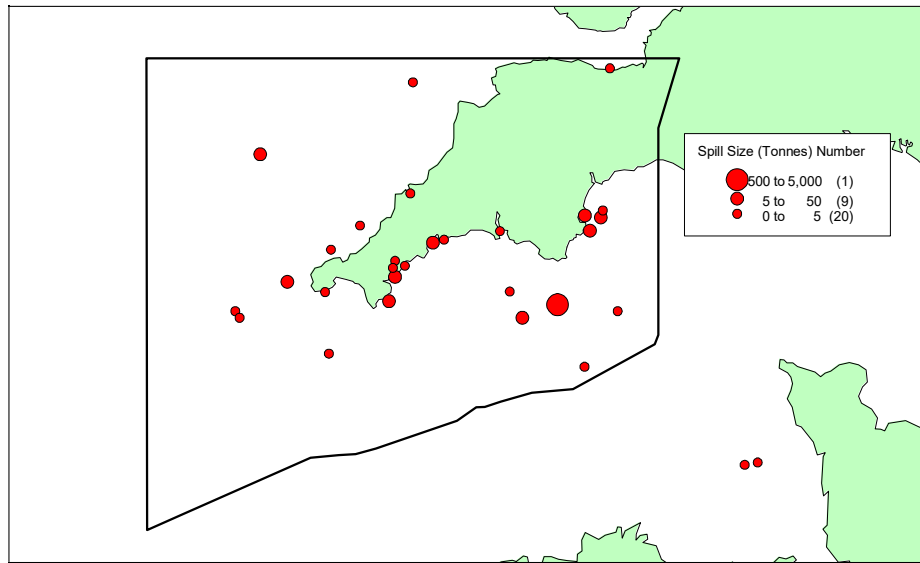 Spill Size (Tonnes) Number
500 to 5,000 (1)
5 to 50 (9)
0 to 5 (20)